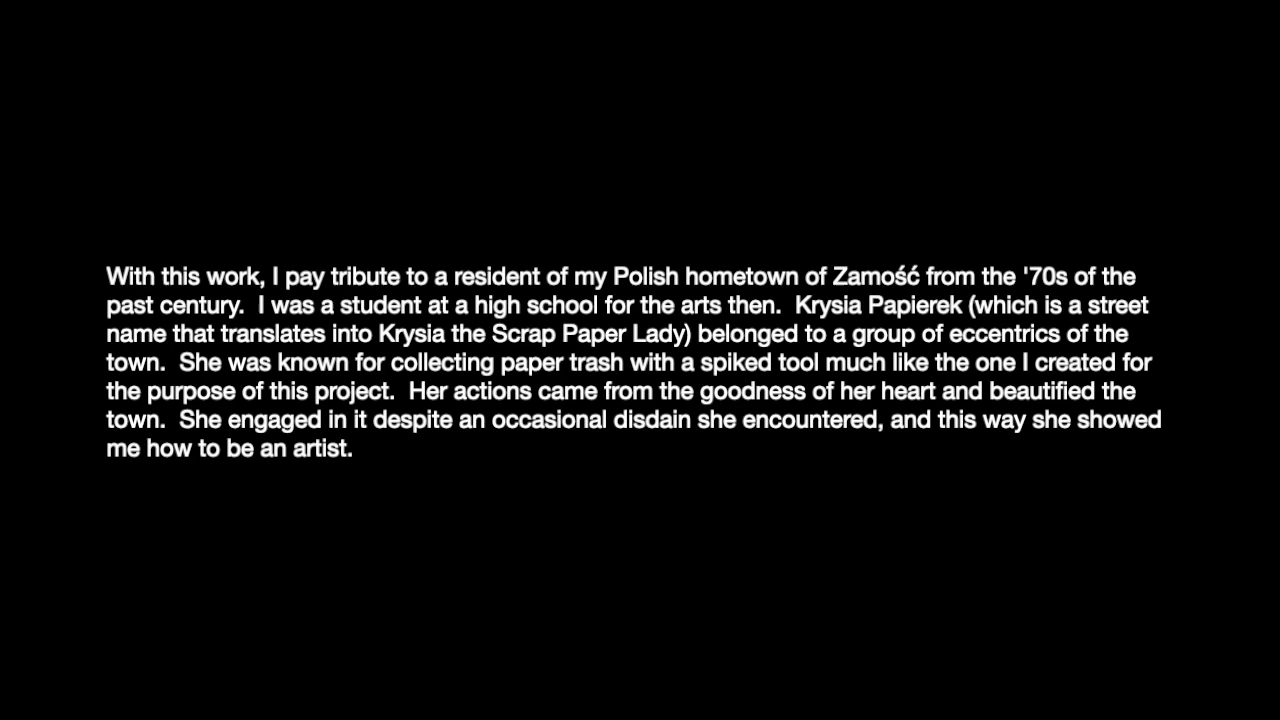 With this work, I pay tribute to a resident of my Polish hometown of Zamość from the '70s of the
past century.  I was a student at a high school for the arts then.  Krysia Papierek (which is a street
name that translates into Krysia the Scrap Paper Lady) belonged to a group of eccentrics of the
town.  She was known for collecting paper trash with a spiked tool much like the one I created for
the purpose of this project.  Her actions came from the goodness of her heart and beautified the
town.  She engaged in it despite an occasional disdain she encountered, and this way she showed
me how to be an artist.